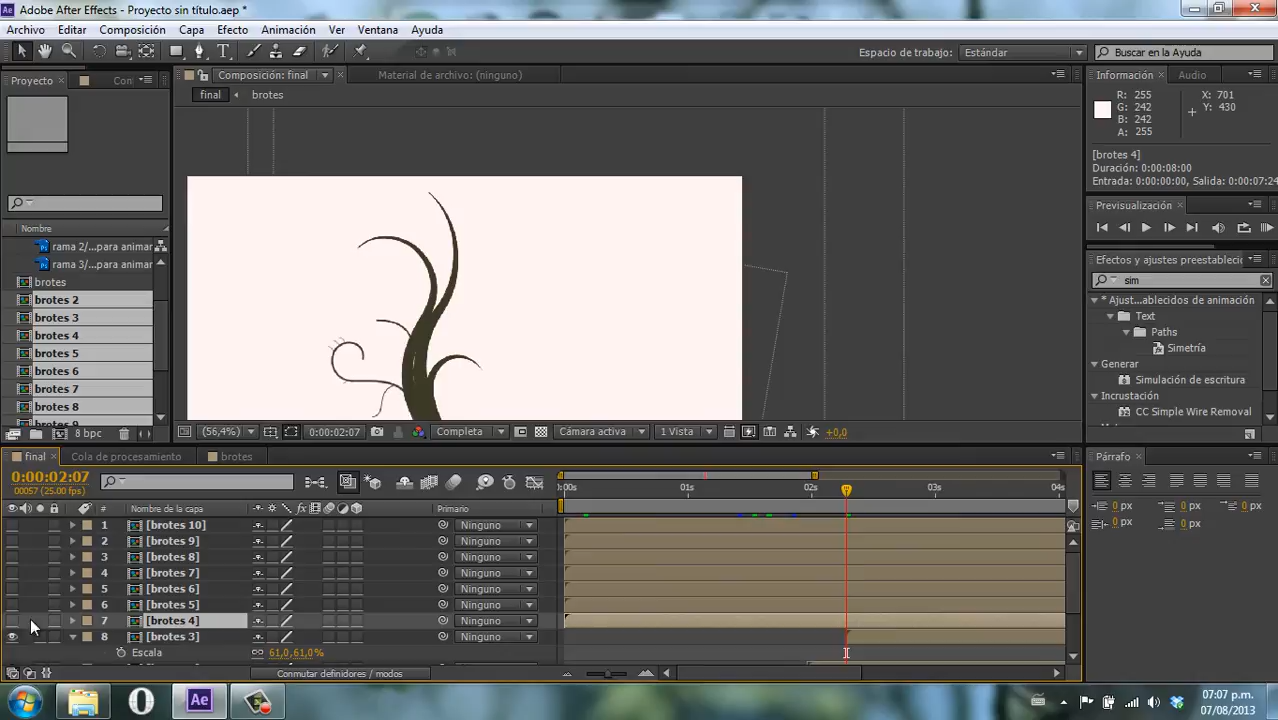 Adobe After Effects - Proyecto sin título.aep *
Archivo Editar Composición Capa Efecto Animación Ver Ventana Ayuda
Espacio de trabajo: Estándar
Buscar en la Ayuda
Proyecto Con
Composición: final
Material de archivo: (ninguno)
final brotes
Información Audio
R: 255
G: 242
B: 242
A: 255
X: 701
Y: 430
[brotes 4]
Duración: 0:00:08:00
Entrada: 0:00:00:00, Salida: 0:00:07:24
Previsualización
Efectos y ajustes preestableci
sim
* Ajust...ablecidos de animación
Text
Paths
Simetría
Generar
Simulación de escritura
Incrustación
CC Simple Wire Removal
Nombre
rama 2/...para animar
rama 3/...para animar
brotes
brotes 2
brotes 3
brotes 4
brotes 5
brotes 6
brotes 7
brotes 8
brotes 9
8 bpc
(56,4%) 0:00:02:07 Completa Cámara activa 1 Vista +0,0
final Cola de procesamiento brotes
0:00:02:07
00057 (25.00 fps)
:00s 01s 02s 03s 04s
# Nombre de la capa Primario
1 [brotes 10] Ninguno
2 [brotes 9] Ninguno
3 [brotes 8] Ninguno
4 [brotes 7] Ninguno
5 [brotes 6] Ninguno
6 [brotes 5] Ninguno
7 [brotes 4] Ninguno
8 [brotes 3] Ninguno
Escala 61,0,61,0%
Conmutar definidores / modos
Párrafo
0 px 0 px 0 px
0 px 0 px
Ae
07:07 p.m.
07/08/2013